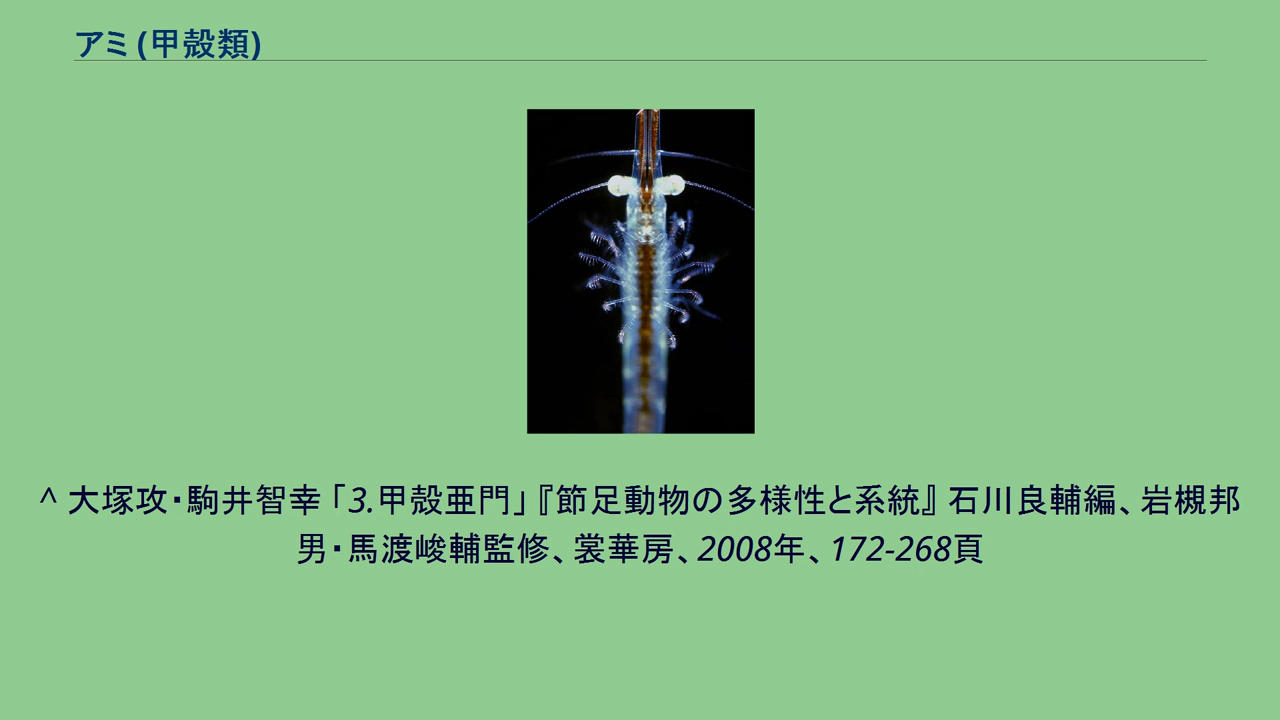 アミ (甲殻類)
^ 大塚攻・駒井智幸 「3.甲殻亜門」 『節足動物の多様性と系統』 石川良輔編、岩槻邦
男・馬渡峻輔監修、裳華房、2008年、172-268頁